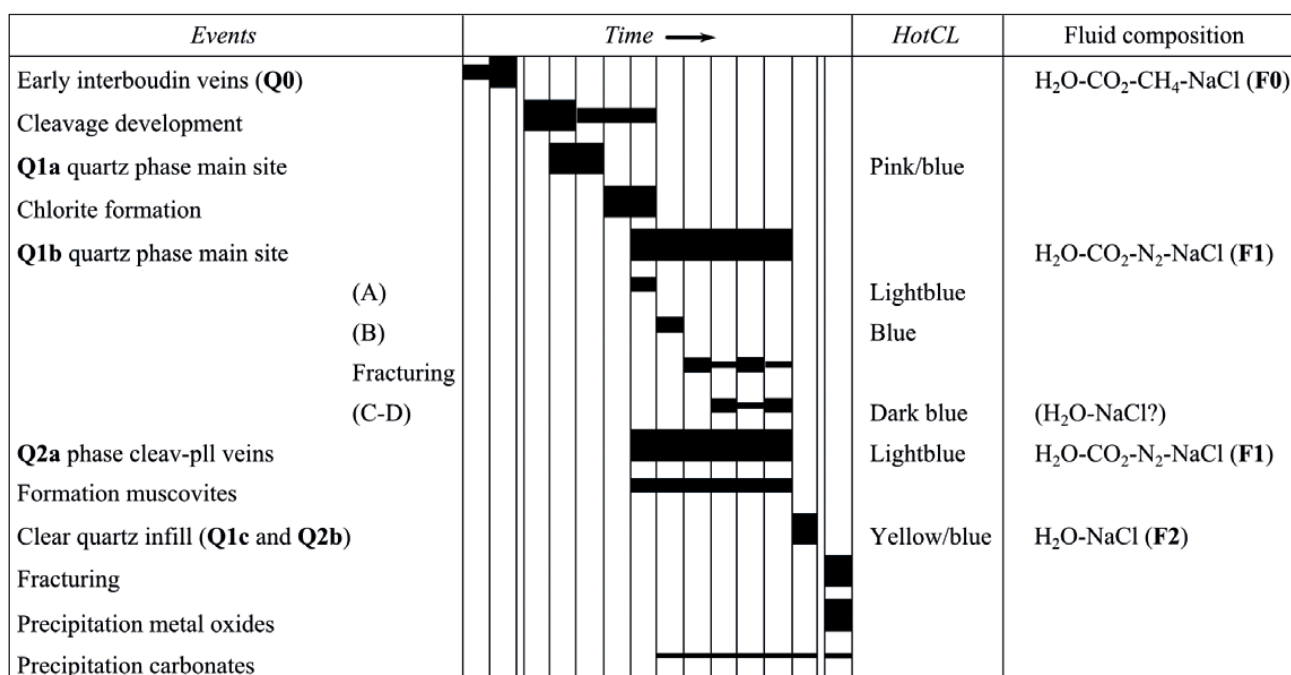 Events Time HotCL Fluid composition
Early interboudin veins (Q0) H₂O-CO₂-CH₄-NaCl (F0)
Cleavage development
Q1a quartz phase main site Pink/blue
Chlorite formation
Q1b quartz phase main site H₂O-CO₂-N₂-NaCl (F1)
(A) Lightblue
(B) Blue
Fracturing
(C-D) Dark blue (H₂O-NaCl?)
Q2a phase cleav-pll veins Lightblue H₂O-CO₂-N₂-NaCl (F1)
Formation muscovites
Clear quartz infill (Q1c and Q2b) Yellow/blue H₂O-NaCl (F2)
Fracturing
Precipitation metal oxides
Precipitation carbonates